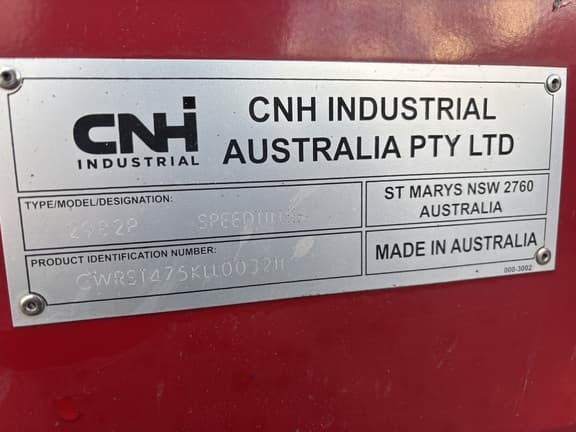 CNH
INDUSTRIAL
CNH INDUSTRIAL
AUSTRALIA PTY LTD
TYPE/MODEL/DESIGNATION:
ST MARYS NSW 2760
AUSTRALIA
PRODUCT IDENTIFICATION NUMBER:
MADE IN AUSTRALIA
000-3002